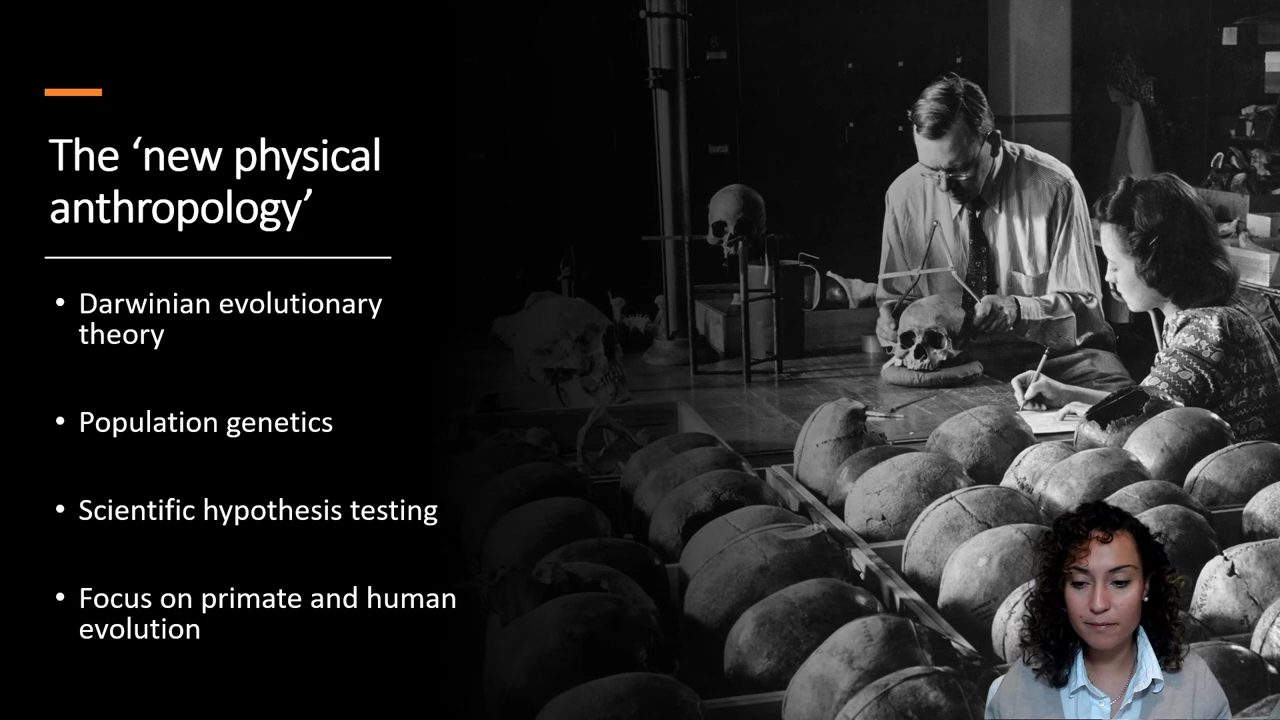 The ‘new physical
anthropology’
• Darwinian evolutionary
theory
• Population genetics
• Scientific hypothesis testing
• Focus on primate and human
evolution